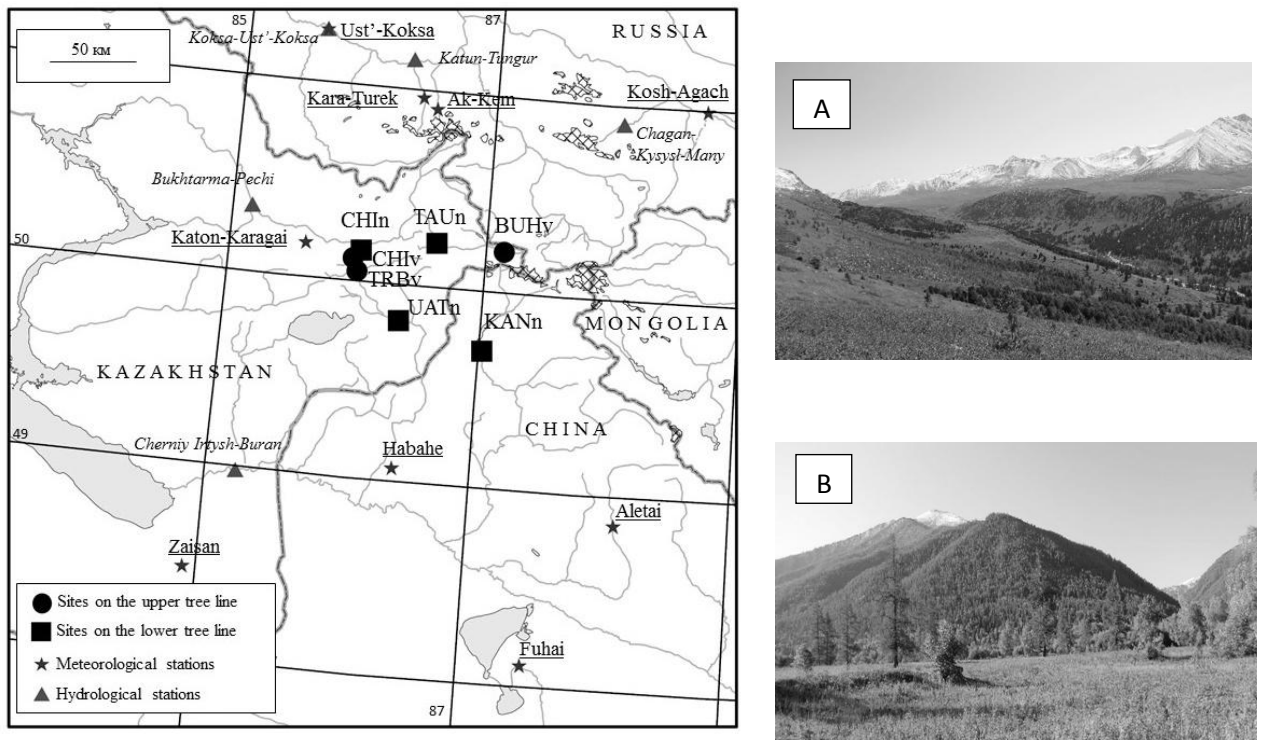 85
87
RUSSIA
Koksa-Ust'-Koksa
Ust'-Koksa
50 км
Katun-Tungur
Kara-Turek
Ak-Kem
Kosh-Agach
Chagan-
Kysysl-Many
Bukhtarma-Pechi
CHIn
TAUn
BUHv
50
Katon-Karagai
CHIv
TRBv
UATn
KANn
MONGOLIA
KAZAKHSTAN
49
Cherniy Irtysh-Buran
Habahe
CHINA
Aletai
Zaisan
Fuhai
Sites on the upper tree line
Sites on the lower tree line
Meteorological stations
Hydrological stations
87
A
B